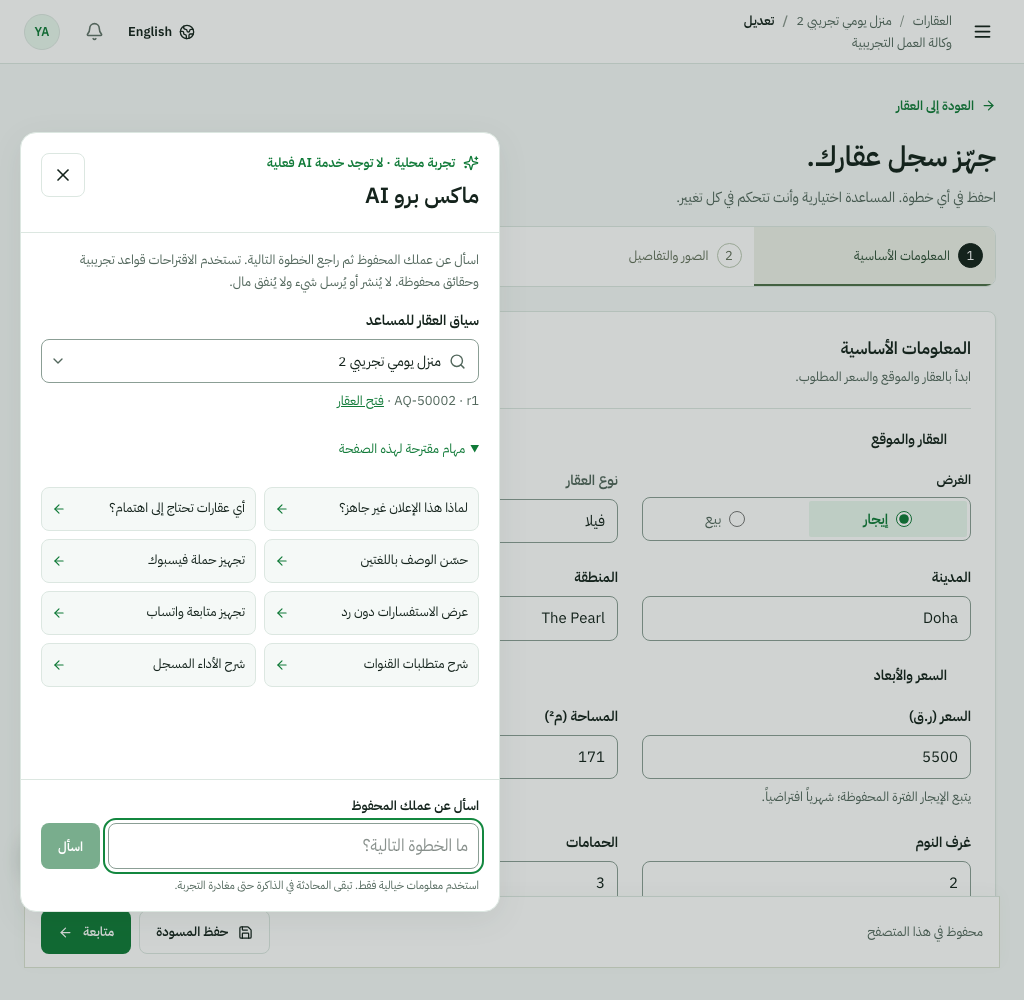 العقارات / منزل يومي تجريبي 2 / تعديل
وكالة العمل التجريبية
English
YA
العودة إلى العقار
جهّز سجل عقارك.
احفظ في أي خطوة. المساعدة اختيارية وأنت تتحكم في كل تغيير.
1 المعلومات الأساسية
2 الصور والتفاصيل
المعلومات الأساسية
ابدأ بالعقار والموقع والسعر المطلوب.
العقار والموقع
الغرض
نوع العقار
إيجار
بيع
فيلا
المدينة
المنطقة
Doha
The Pearl
السعر والأبعاد
السعر (ر.ق)
المساحة (م²)
5500
171
يتبع الإيجار الفترة المحفوظة؛ شهرياً افتراضياً.
غرف النوم
الحمامات
2
3
محفوظ في هذا المتصفح
حفظ المسودة
متابعة
تجربة محلية · لا توجد خدمة AI فعلية
ماكس برو AI
اسأل عن عملك المحفوظ ثم راجع الخطوة التالية. تستخدم الاقتراحات قواعد تجريبية
وحقائق محفوظة. لا يُنشر أو يُرسل شيء ولا يُنفق مال.
سياق العقار للمساعد
منزل يومي تجريبي 2
AQ-50002 · r1 · فتح العقار
مهام مقترحة لهذه الصفحة
لماذا هذا الإعلان غير جاهز؟
أي عقارات تحتاج إلى اهتمام؟
حسّن الوصف باللغتين
تجهيز حملة فيسبوك
عرض الاستفسارات دون رد
تجهيز متابعة واتساب
شرح متطلبات القنوات
شرح الأداء المسجل
اسأل عن عملك المحفوظ
ما الخطوة التالية؟
اسأل
استخدم معلومات خيالية فقط. تبقى المحادثة في الذاكرة حتى مغادرة التجربة.